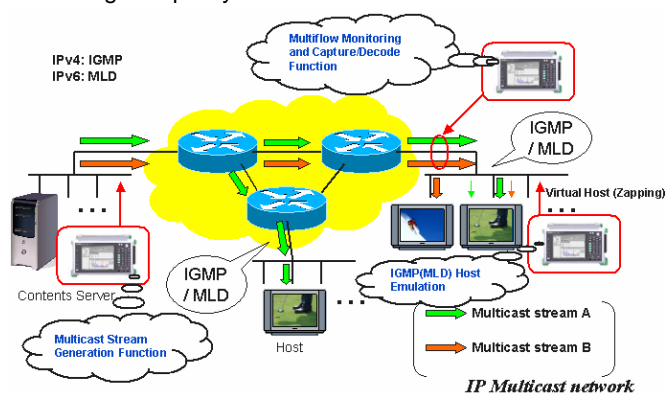 Multiflow Monitoring
and Capture/Decode
Function
IPv4: IGMP
IPv6: MLD
IGMP
/ MLD
Virtual Host (Zapping)
...
...
IGMP
/ MLD
IGMP(MLD) Host
Emulation
Contents Server
...
Multicast Stream
Generation Function
Host
Multicast stream A
Multicast stream B
IP Multicast network